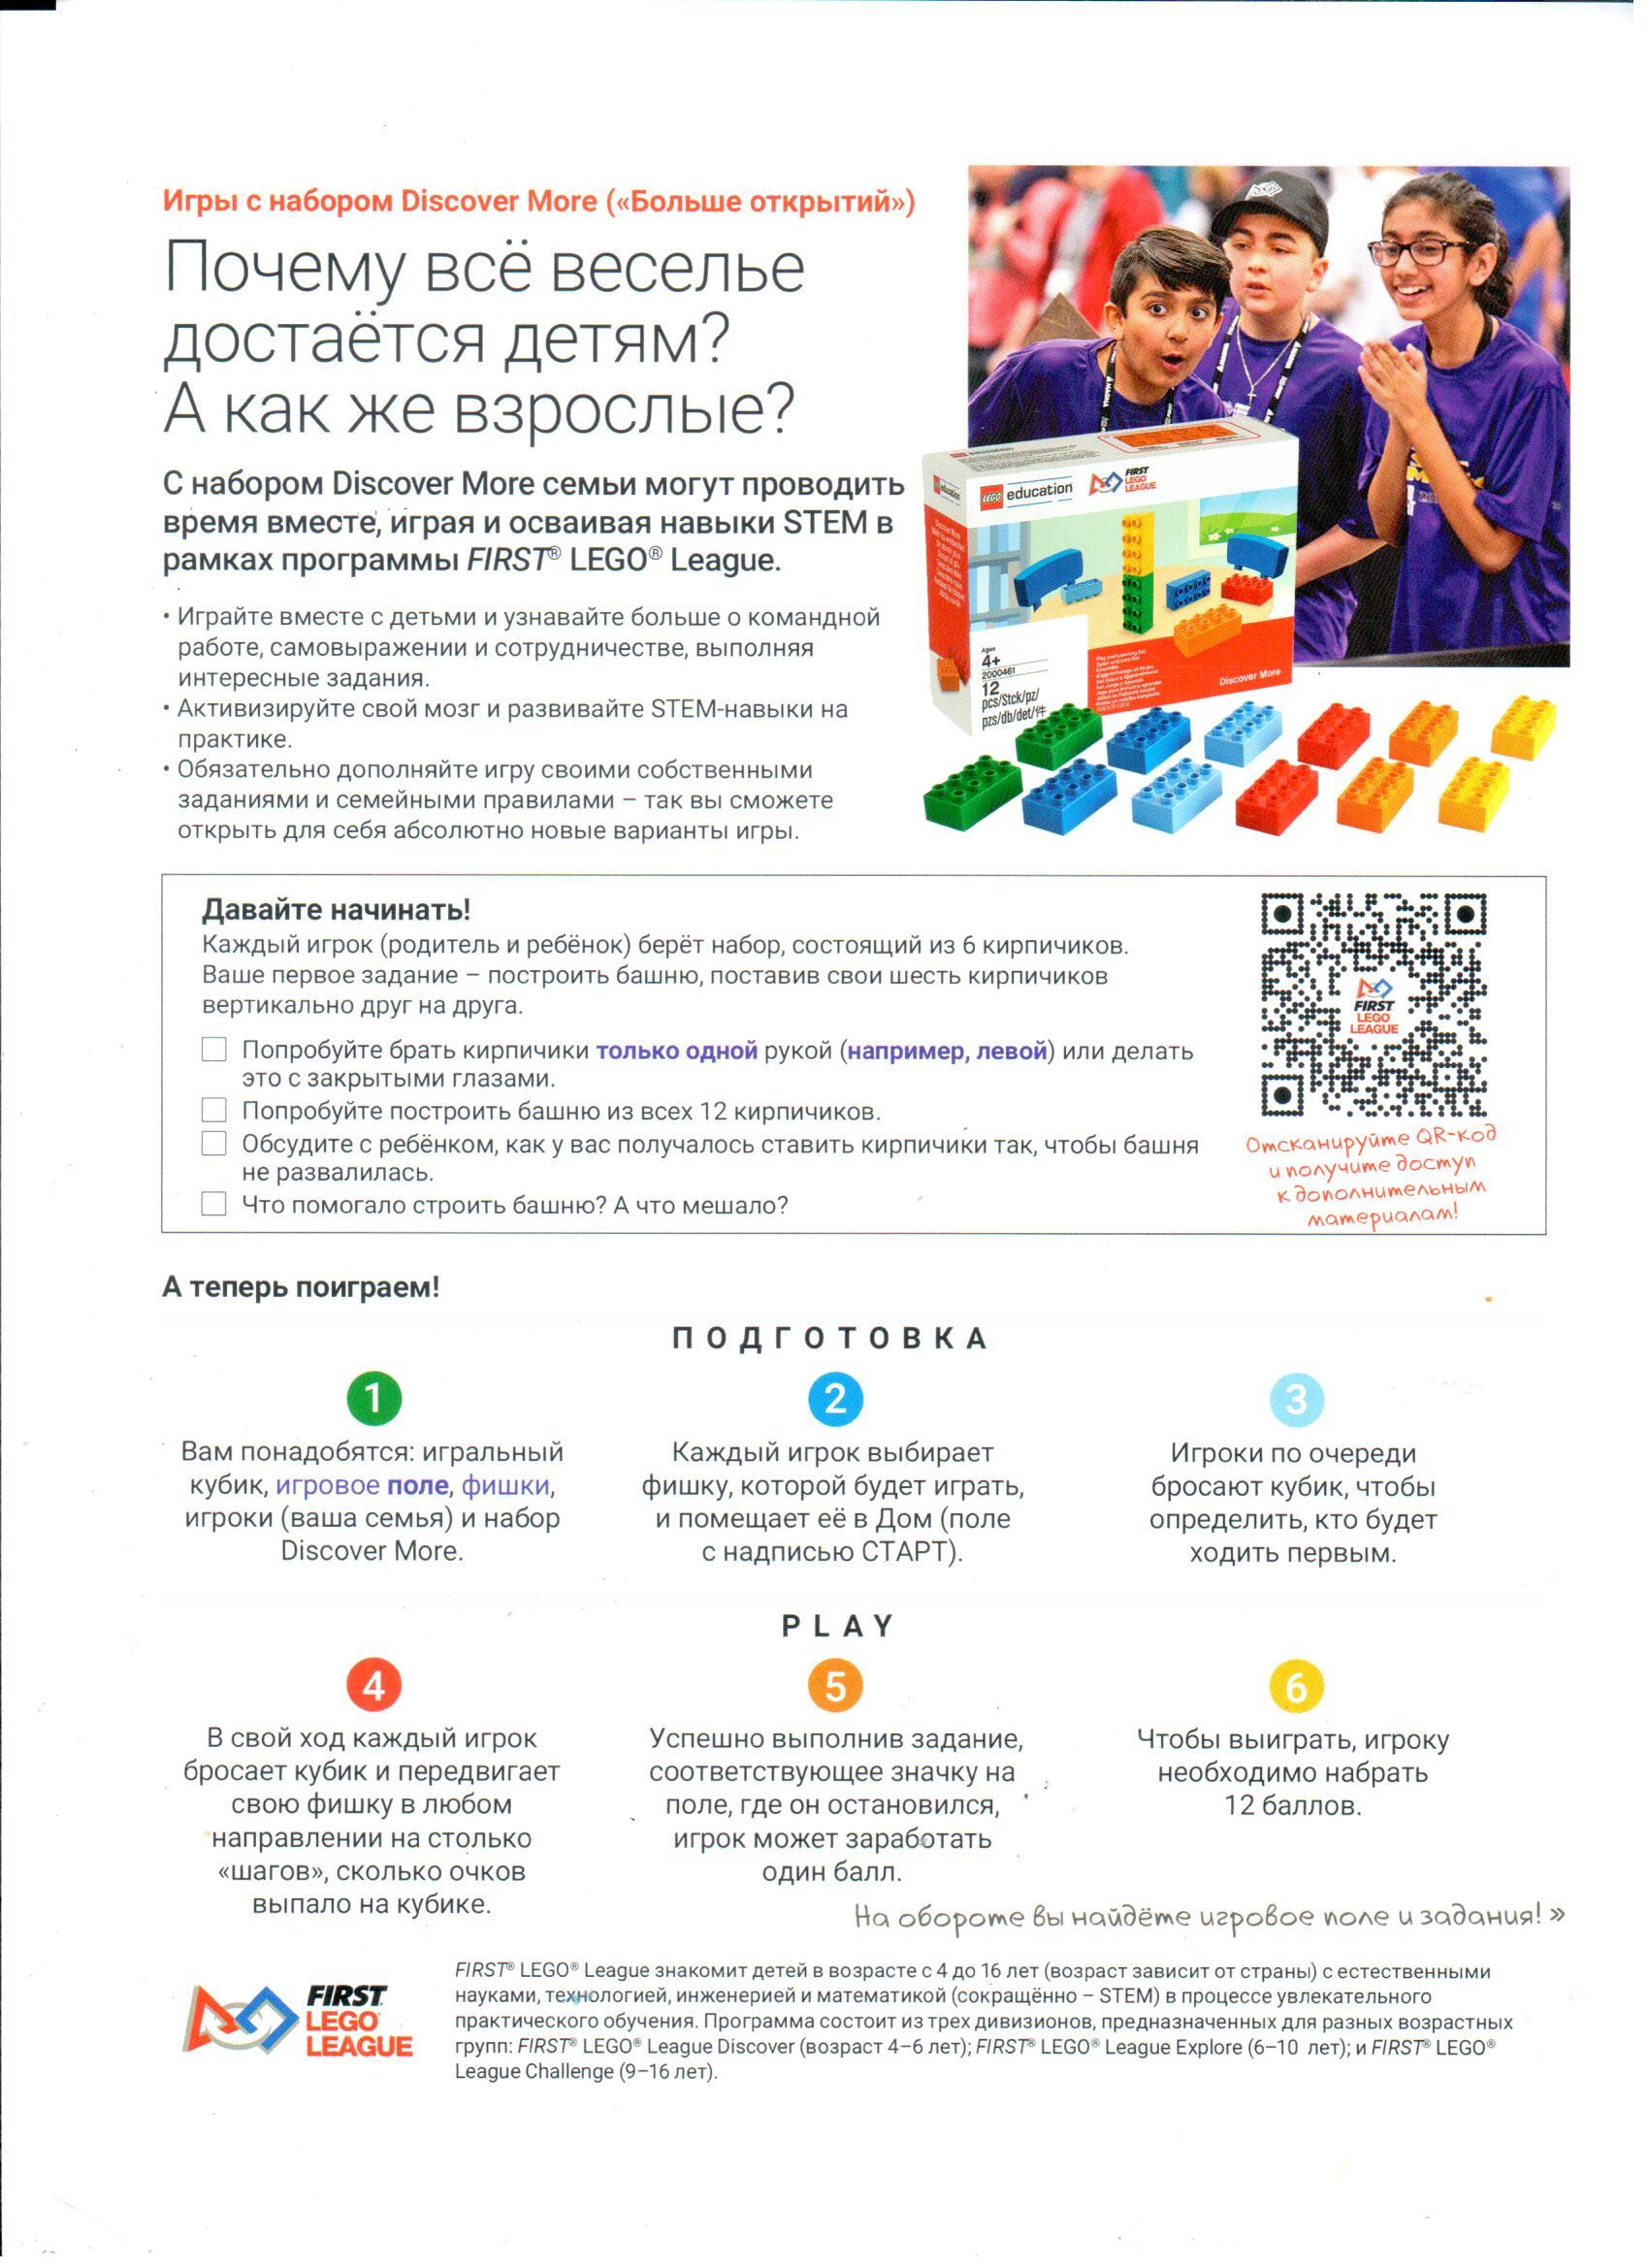 Игры с набором Discover More («Больше открытий»)
Почему всё веселье
достаётся детям?
А как же взрослые?
С набором Discover More семьи могут проводить
время вместе, играя и осваивая навыки STEM в
рамках программы FIRST® LEGO® League.
• Играйте вместе с детьми и узнавайте больше о командной
работе, самовыражении и сотрудничестве, выполняя
интересные задания.
• Активизируйте свой мозг и развивайте STEM-навыки на
практике.
• Обязательно дополняйте игру своими собственными
заданиями и семейными правилами – так вы сможете
открыть для себя абсолютно новые варианты игры.
LEGO education
FIRST
LEGO
LEAGUE
Ages
4+
2000461
12
pcs/Stck/pz/
pzs/db/det/件
Discover More
Давайте начинать!
Каждый игрок (родитель и ребёнок) берёт набор, состоящий из 6 кирпичиков.
Ваше первое задание – построить башню, поставив свои шесть кирпичиков
вертикально друг на друга.
Попробуйте брать кирпичики только одной рукой (например, левой) или делать
это с закрытыми глазами.
Попробуйте построить башню из всех 12 кирпичиков.
Обсудите с ребёнком, как у вас получалось ставить кирпичики так, чтобы башня
не развалилась.
Что помогало строить башню? А что мешало?
FIRST
LEGO
LEAGUE
Отсканируйте QR-код
и получите доступ
к дополнительным
материалам!
А теперь поиграем!
ПОДГОТОВКА
1
Вам понадобятся: игральный
кубик, игровое поле, фишки,
игроки (ваша семья) и набор
Discover More.
2
Каждый игрок выбирает
фишку, которой будет играть,
и помещает её в Дом (поле
с надписью СТАРТ).
3
Игроки по очереди
бросают кубик, чтобы
определить, кто будет
ходить первым.
PLAY
4
В свой ход каждый игрок
бросает кубик и передвигает
свою фишку в любом
направлении на столько
«шагов», сколько очков
выпало на кубике.
5
Успешно выполнив задание,
соответствующее значку на
поле, где он остановился,
игрок может заработать
один балл.
6
Чтобы выиграть, игроку
необходимо набрать
12 баллов.
На обороте вы найдёте игровое поле и задания! »
FIRST
LEGO
LEAGUE
FIRST® LEGO® League знакомит детей в возрасте с 4 до 16 лет (возраст зависит от страны) с естественными
науками, технологией, инженерией и математикой (сокращённо – STEM) в процессе увлекательного
практического обучения. Программа состоит из трех дивизионов, предназначенных для разных возрастных
групп: FIRST® LEGO® League Discover (возраст 4–6 лет); FIRST® LEGO® League Explore (6–10 лет); и FIRST® LEGO®
League Challenge (9–16 лет).